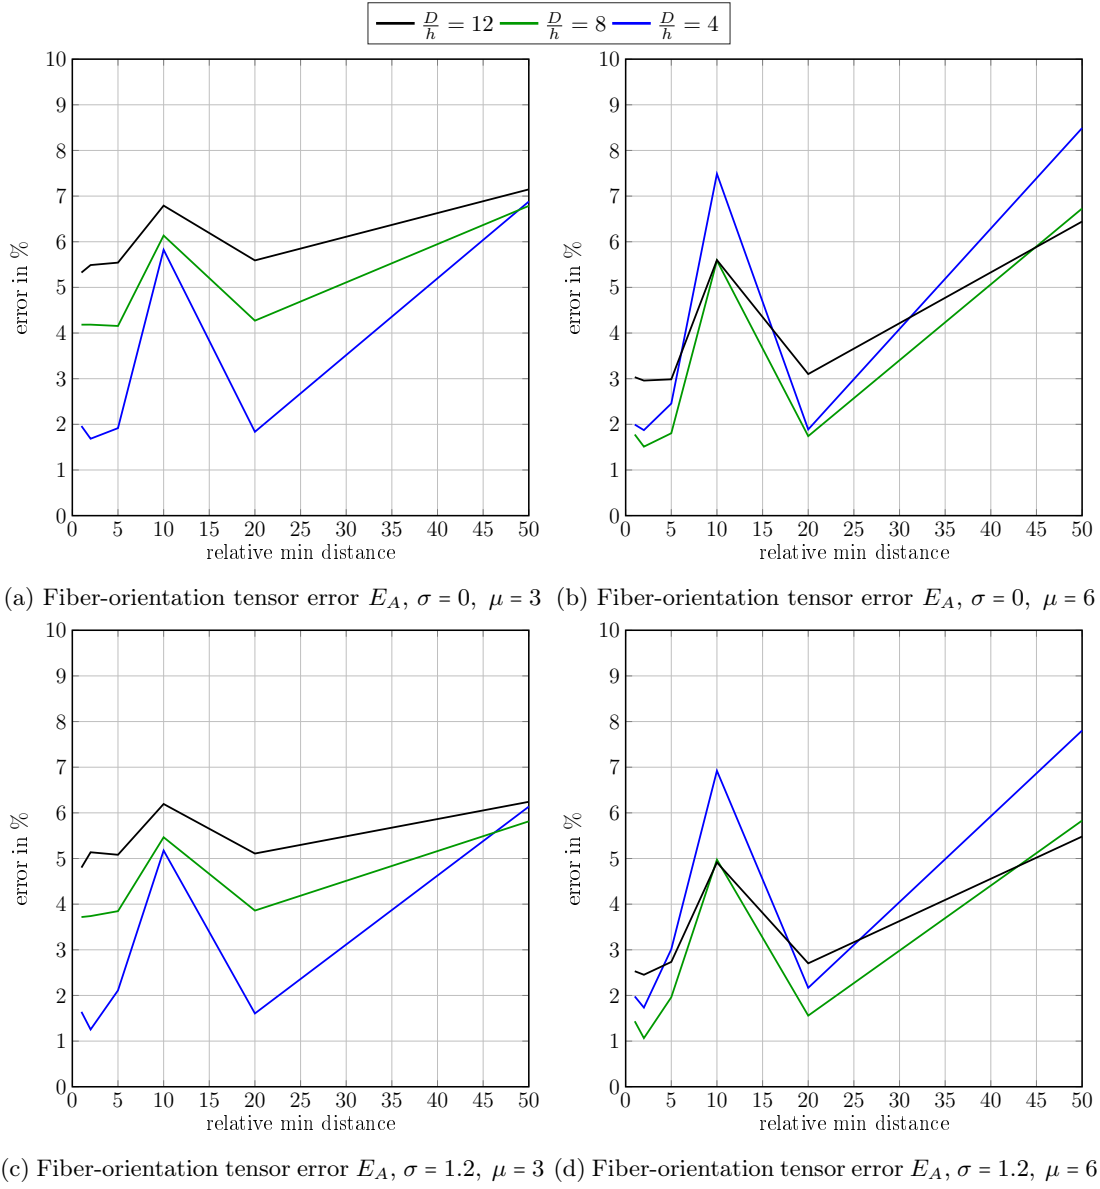 D/h = 12 D/h = 8 D/h = 4
10
9
8
7
6
5
4
3
2
1
0
error in %
0 5 10 15 20 25 30 35 40 45 50
relative min distance
(a) Fiber-orientation tensor error E_A, σ = 0, μ = 3
10
9
8
7
6
5
4
3
2
1
0
error in %
0 5 10 15 20 25 30 35 40 45 50
relative min distance
(b) Fiber-orientation tensor error E_A, σ = 0, μ = 6
10
9
8
7
6
5
4
3
2
1
0
error in %
0 5 10 15 20 25 30 35 40 45 50
relative min distance
(c) Fiber-orientation tensor error E_A, σ = 1.2, μ = 3
10
9
8
7
6
5
4
3
2
1
0
error in %
0 5 10 15 20 25 30 35 40 45 50
relative min distance
(d) Fiber-orientation tensor error E_A, σ = 1.2, μ = 6